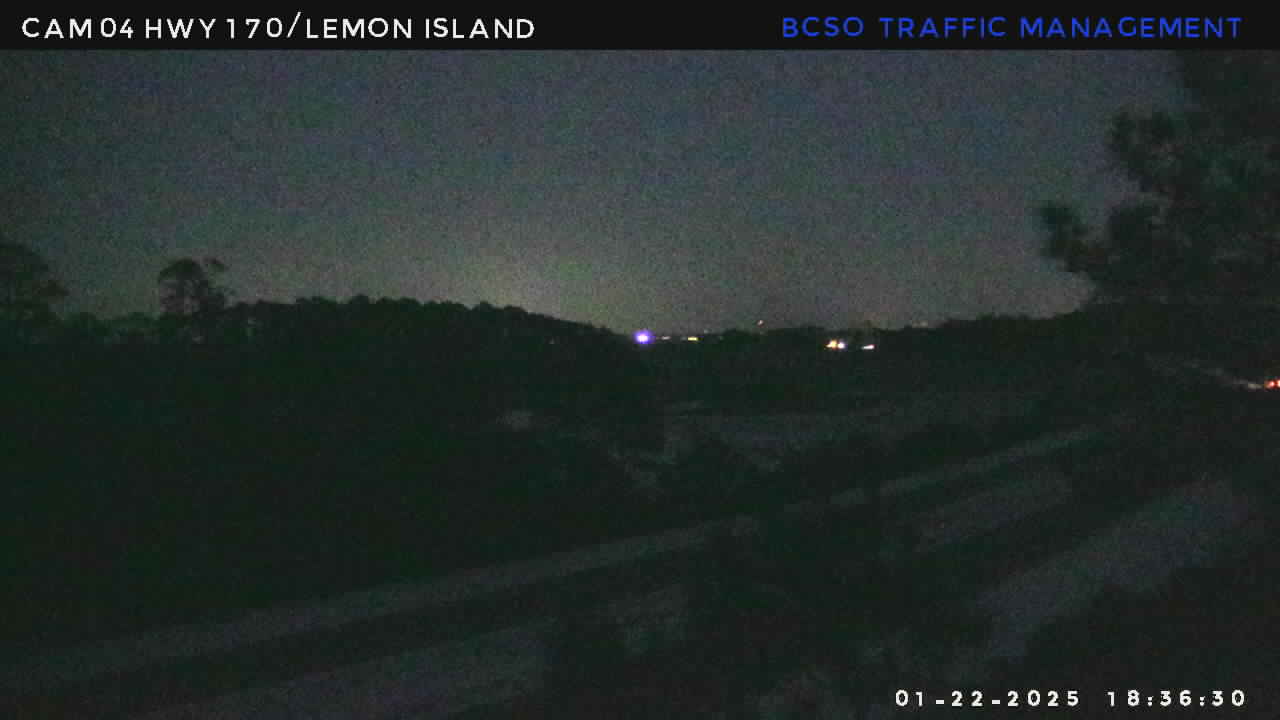 CAM04 HWY 170/LEMON ISLAND
BCSO TRAFFIC MANAGEMENT
01-22-2025 18:36:30